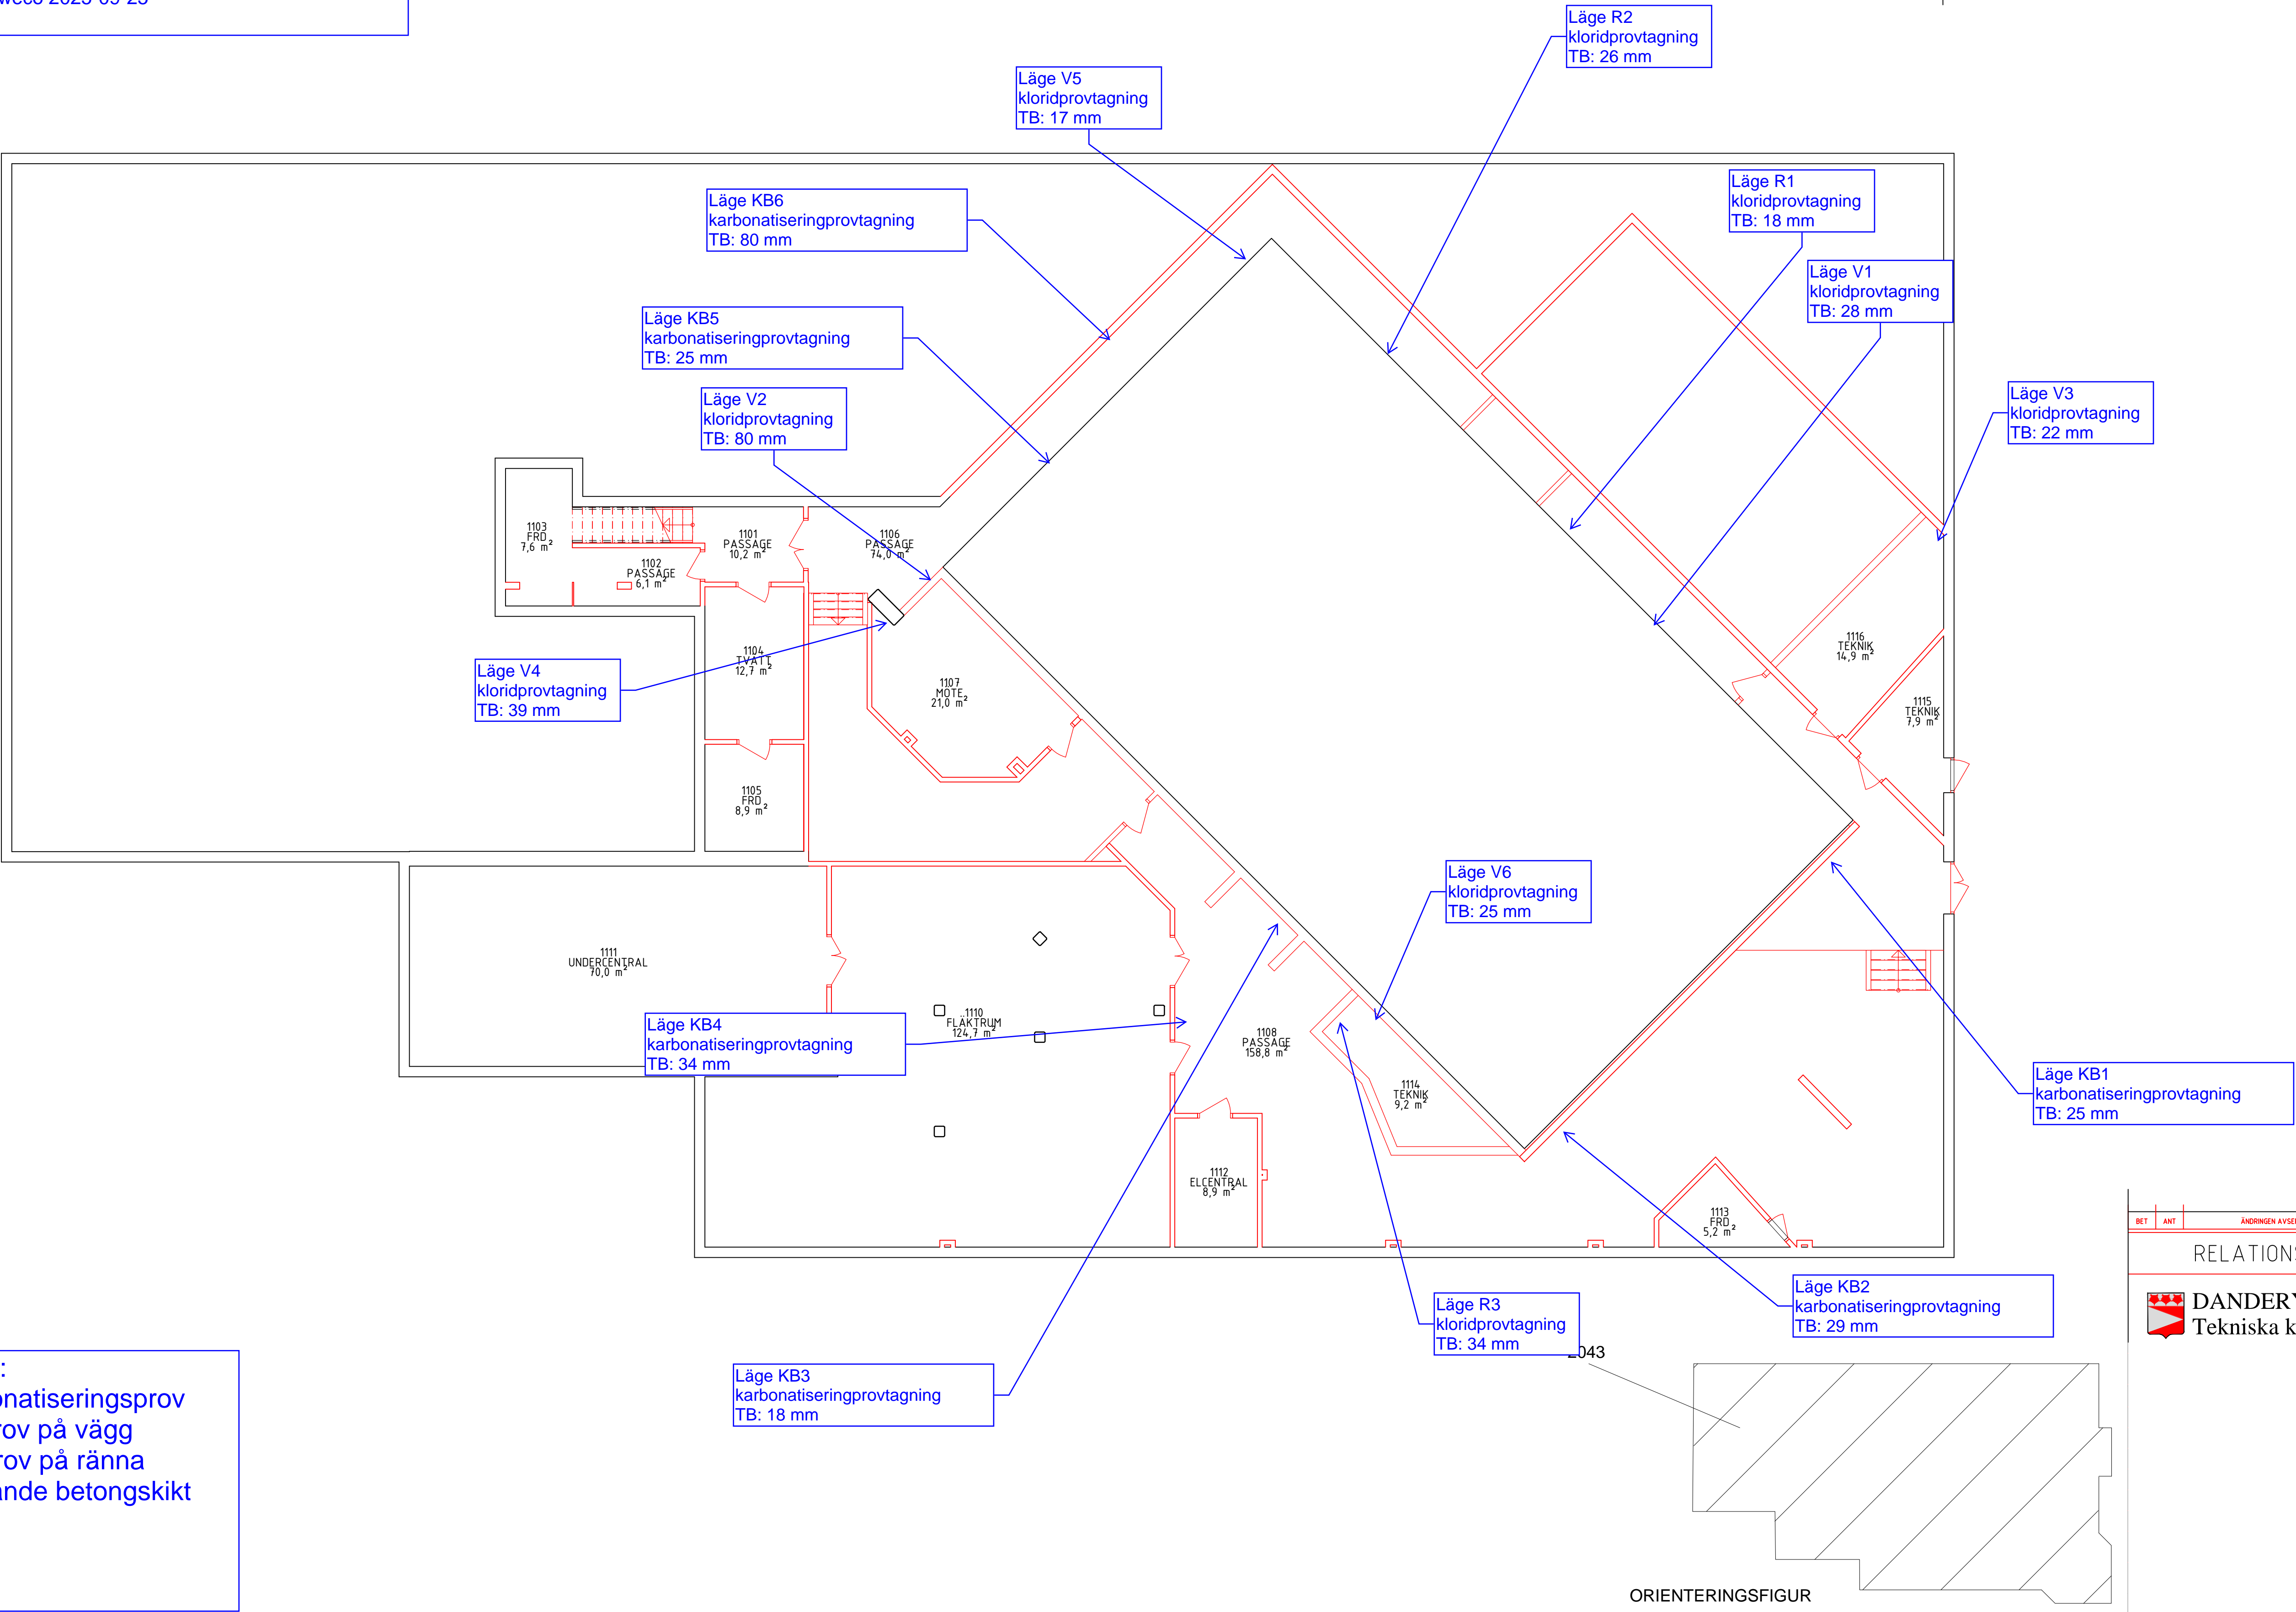 Läge R2
kloridprovtagning
TB: 26 mm
Läge V5
kloridprovtagning
TB: 17 mm
Läge R1
kloridprovtagning
TB: 18 mm
Läge KB6
karbonatiseringprovtagning
TB: 80 mm
Läge V1
kloridprovtagning
TB: 28 mm
Läge KB5
karbonatiseringprovtagning
TB: 25 mm
Läge V2
kloridprovtagning
TB: 80 mm
Läge V3
kloridprovtagning
TB: 22 mm
1103
FRD
7,6 m²
1101
PASSAGE
10,2 m²
1106
PASSAGE
74,0 m²
1102
PASSAGE
6,1 m²
1104
TVÄTT
12,7 m²
Läge V4
kloridprovtagning
TB: 39 mm
1107
MÖTE
21,0 m²
1116
TEKNIK
14,9 m²
1115
TEKNIK
7,9 m²
1105
FRD
8,9 m²
Läge V6
kloridprovtagning
TB: 25 mm
1111
UNDERCENTRAL
70,0 m²
1110
FLÄKTRUM
124,7 m²
Läge KB4
karbonatiseringprovtagning
TB: 34 mm
1108
PASSAGE
158,8 m²
1114
TEKNIK
9,2 m²
Läge KB1
karbonatiseringprovtagning
TB: 25 mm
1112
ELCENTRAL
8,9 m²
1113
FRD
5,2 m²
BET ANT ÄNDRINGEN AVSE
RELATIONS
DANDERY
Tekniska k
Läge KB2
karbonatiseringprovtagning
TB: 29 mm
Läge R3
kloridprovtagning
TB: 34 mm
2043
Läge KB3
karbonatiseringprovtagning
TB: 18 mm
:
onatiseringsprov
rov på vägg
rov på ränna
ande betongskikt
ORIENTERINGSFIGUR